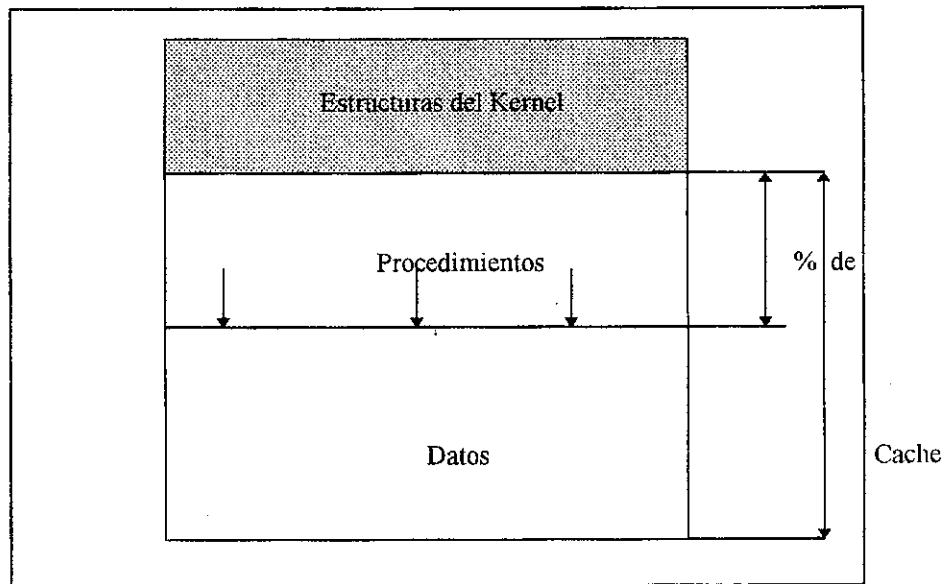 Estructuras del Kernel
Procedimientos
% de
Datos
Cache